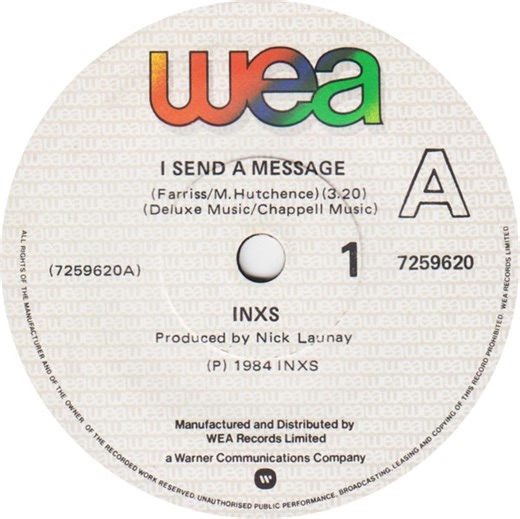 wea
I SEND A MESSAGE
A
(Farriss/M.Hutchence)(3.20)
(Deluxe Music/Chappell Music)
(7259620A)
1
7259620
INXS
Produced by Nick Launay
(P) 1984 INXS
Manufactured and Distributed by
WEA Records Limited
a Warner Communications Company
ALL RIGHTS OF THE MANUFACTURER AND OF THE OWNER OF THE RECORDED WORK RESERVED. UNAUTHORISED PUBLIC PERFORMANCE, BROADCASTING, LEASING AND COPYING OF THIS RECORD PROHIBITED. WEA RECORDS LIMITED